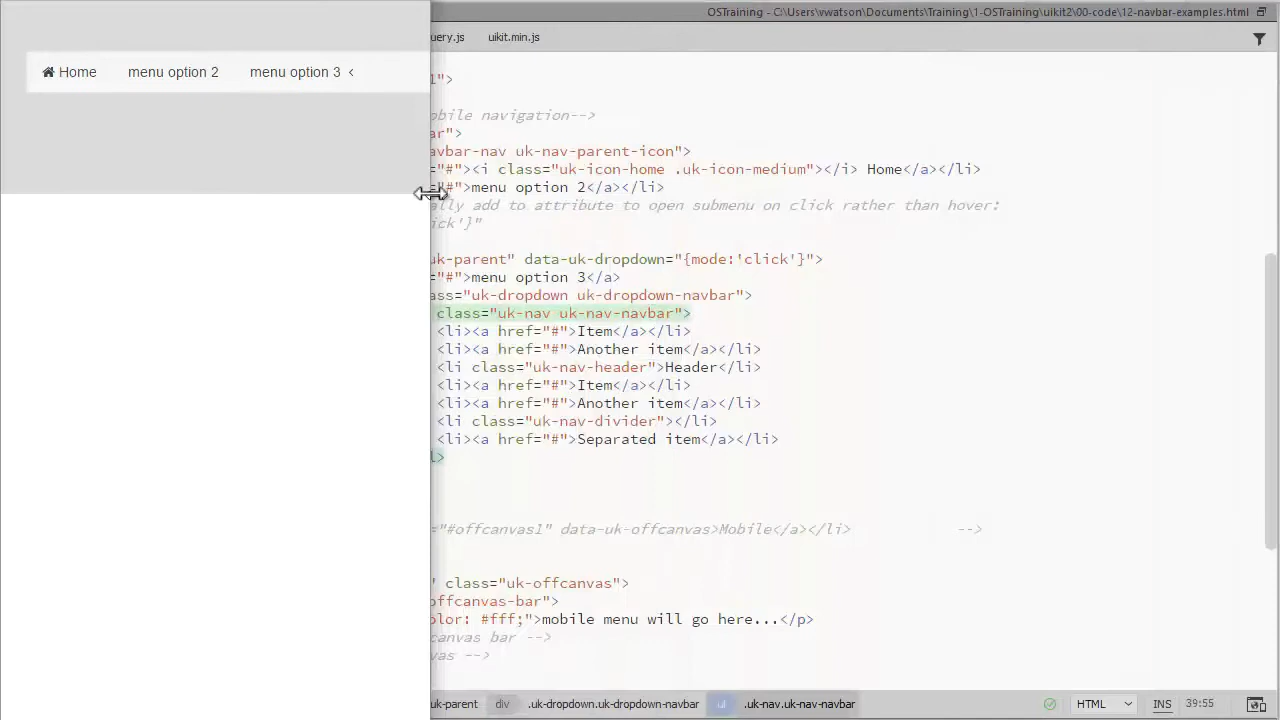 OSTraining - C:\Users\vwatson\Documents\Training\1-OSTraining\uikit2\00-code\12-navbar-examples.html
uery.js uikit.min.js
Home menu option 2 menu option 3
1">
obile navigation-->
ar">
avbar-nav uk-nav-parent-icon">
="#"><i class="uk-icon-home .uk-icon-medium"></i> Home</a></li>
="#">menu option 2</a></li>
ally add to attribute to open submenu on click rather than hover:
ick'}"
uk-parent" data-uk-dropdown="{mode:'click'}">
="#">menu option 3</a>
ass="uk-dropdown uk-dropdown-navbar">
class="uk-nav uk-nav-navbar">
<li><a href="#">Item</a></li>
<li><a href="#">Another item</a></li>
<li class="uk-nav-header">Header</li>
<li><a href="#">Item</a></li>
<li><a href="#">Another item</a></li>
<li class="uk-nav-divider"></li>
<li><a href="#">Separated item</a></li>
l>
="#offcanvas1" data-uk-offcanvas>Mobile</a></li> -->
" class="uk-offcanvas">
offcanvas-bar">
olor: #fff;">mobile menu will go here...</p>
canvas bar -->
vas -->
uk-parent div .uk-dropdown.uk-dropdown-navbar ul .uk-nav.uk-nav-navbar HTML INS 39:55